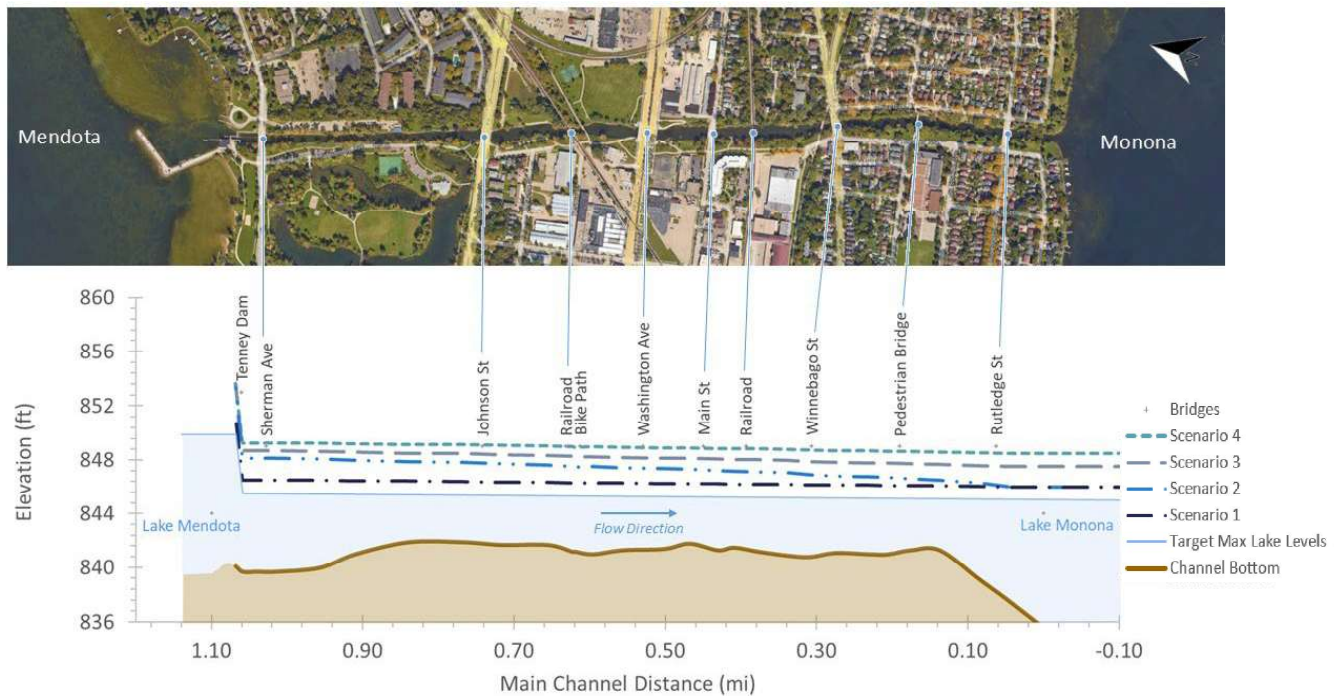 Mendota
Monona
860
856
852
848
844
840
836
Elevation (ft)
Tenney Dam
Sherman Ave
Johnson St
Railroad
Bike Path
Washington Ave
Main St
Railroad
Winnebago St
Pedestrian Bridge
Rutledge St
Lake Mendota
Flow Direction
Lake Monona
Bridges
Scenario 4
Scenario 3
Scenario 2
Scenario 1
Target Max Lake Levels
Channel Bottom
1.10 0.90 0.70 0.50 0.30 0.10 -0.10
Main Channel Distance (mi)